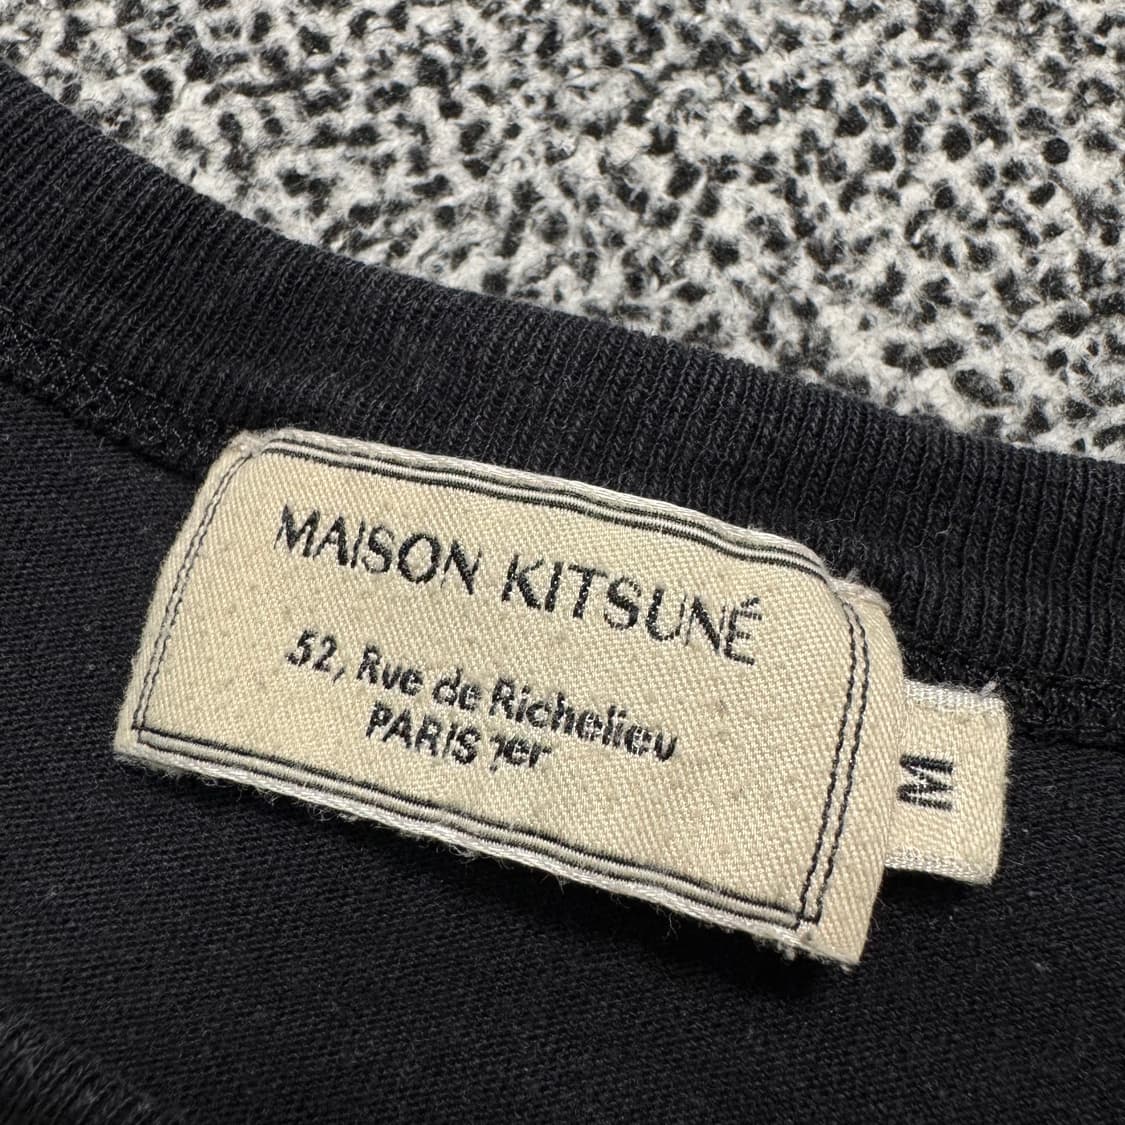 MAISON KITSUNÉ
52, Rue de Richelieu
PARIS 1er
M